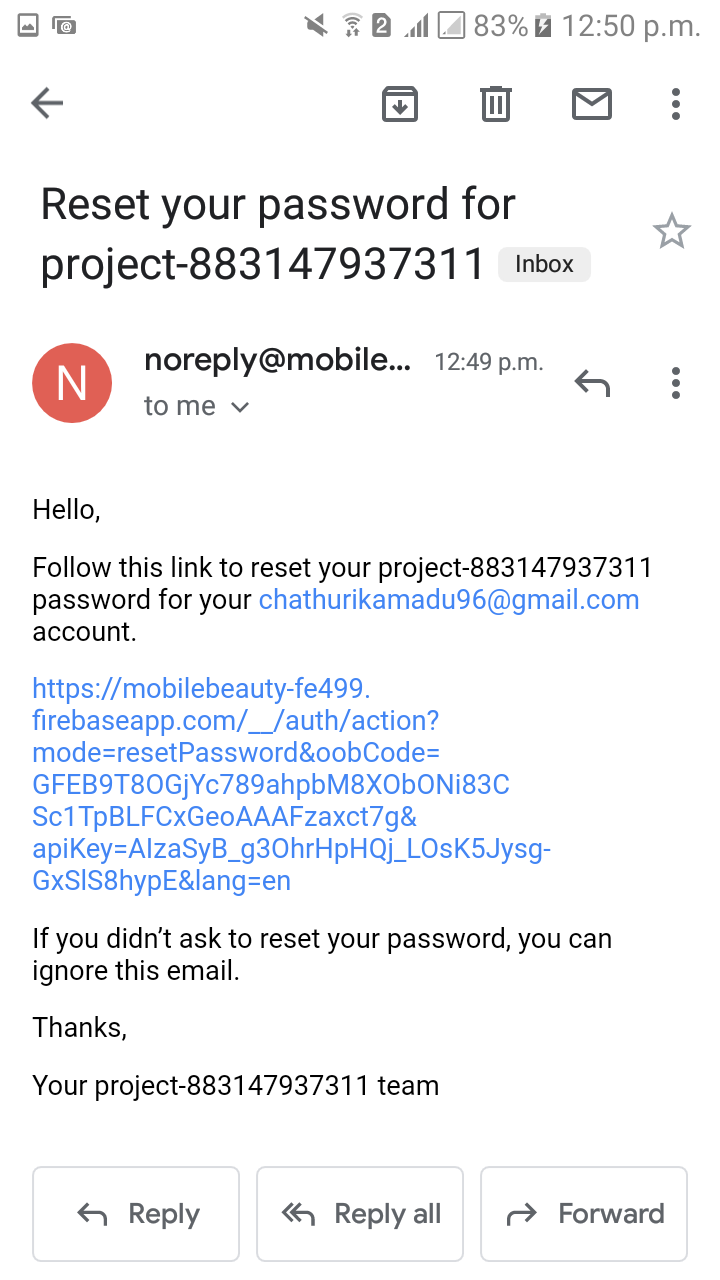 2 83% 12:50 p.m.
Reset your password for
project-883147937311 Inbox
N
noreply@mobile... 12:49 p.m.
to me
Hello,
Follow this link to reset your project-883147937311
password for your chathurikamadu96@gmail.com
account.
https://mobilebeauty-fe499.
firebaseapp.com/__/auth/action?
mode=resetPassword&oobCode=
GFEB9T8OGjYc789ahpbM8XObONi83C
Sc1TpBLFCxGeoAAAFzaxct7g&
apiKey=AIzaSyB_g3OhrHpHQj_LOsK5Jysg-
GxSlS8hypE&lang=en
If you didn’t ask to reset your password, you can
ignore this email.
Thanks,
Your project-883147937311 team
Reply Reply all Forward